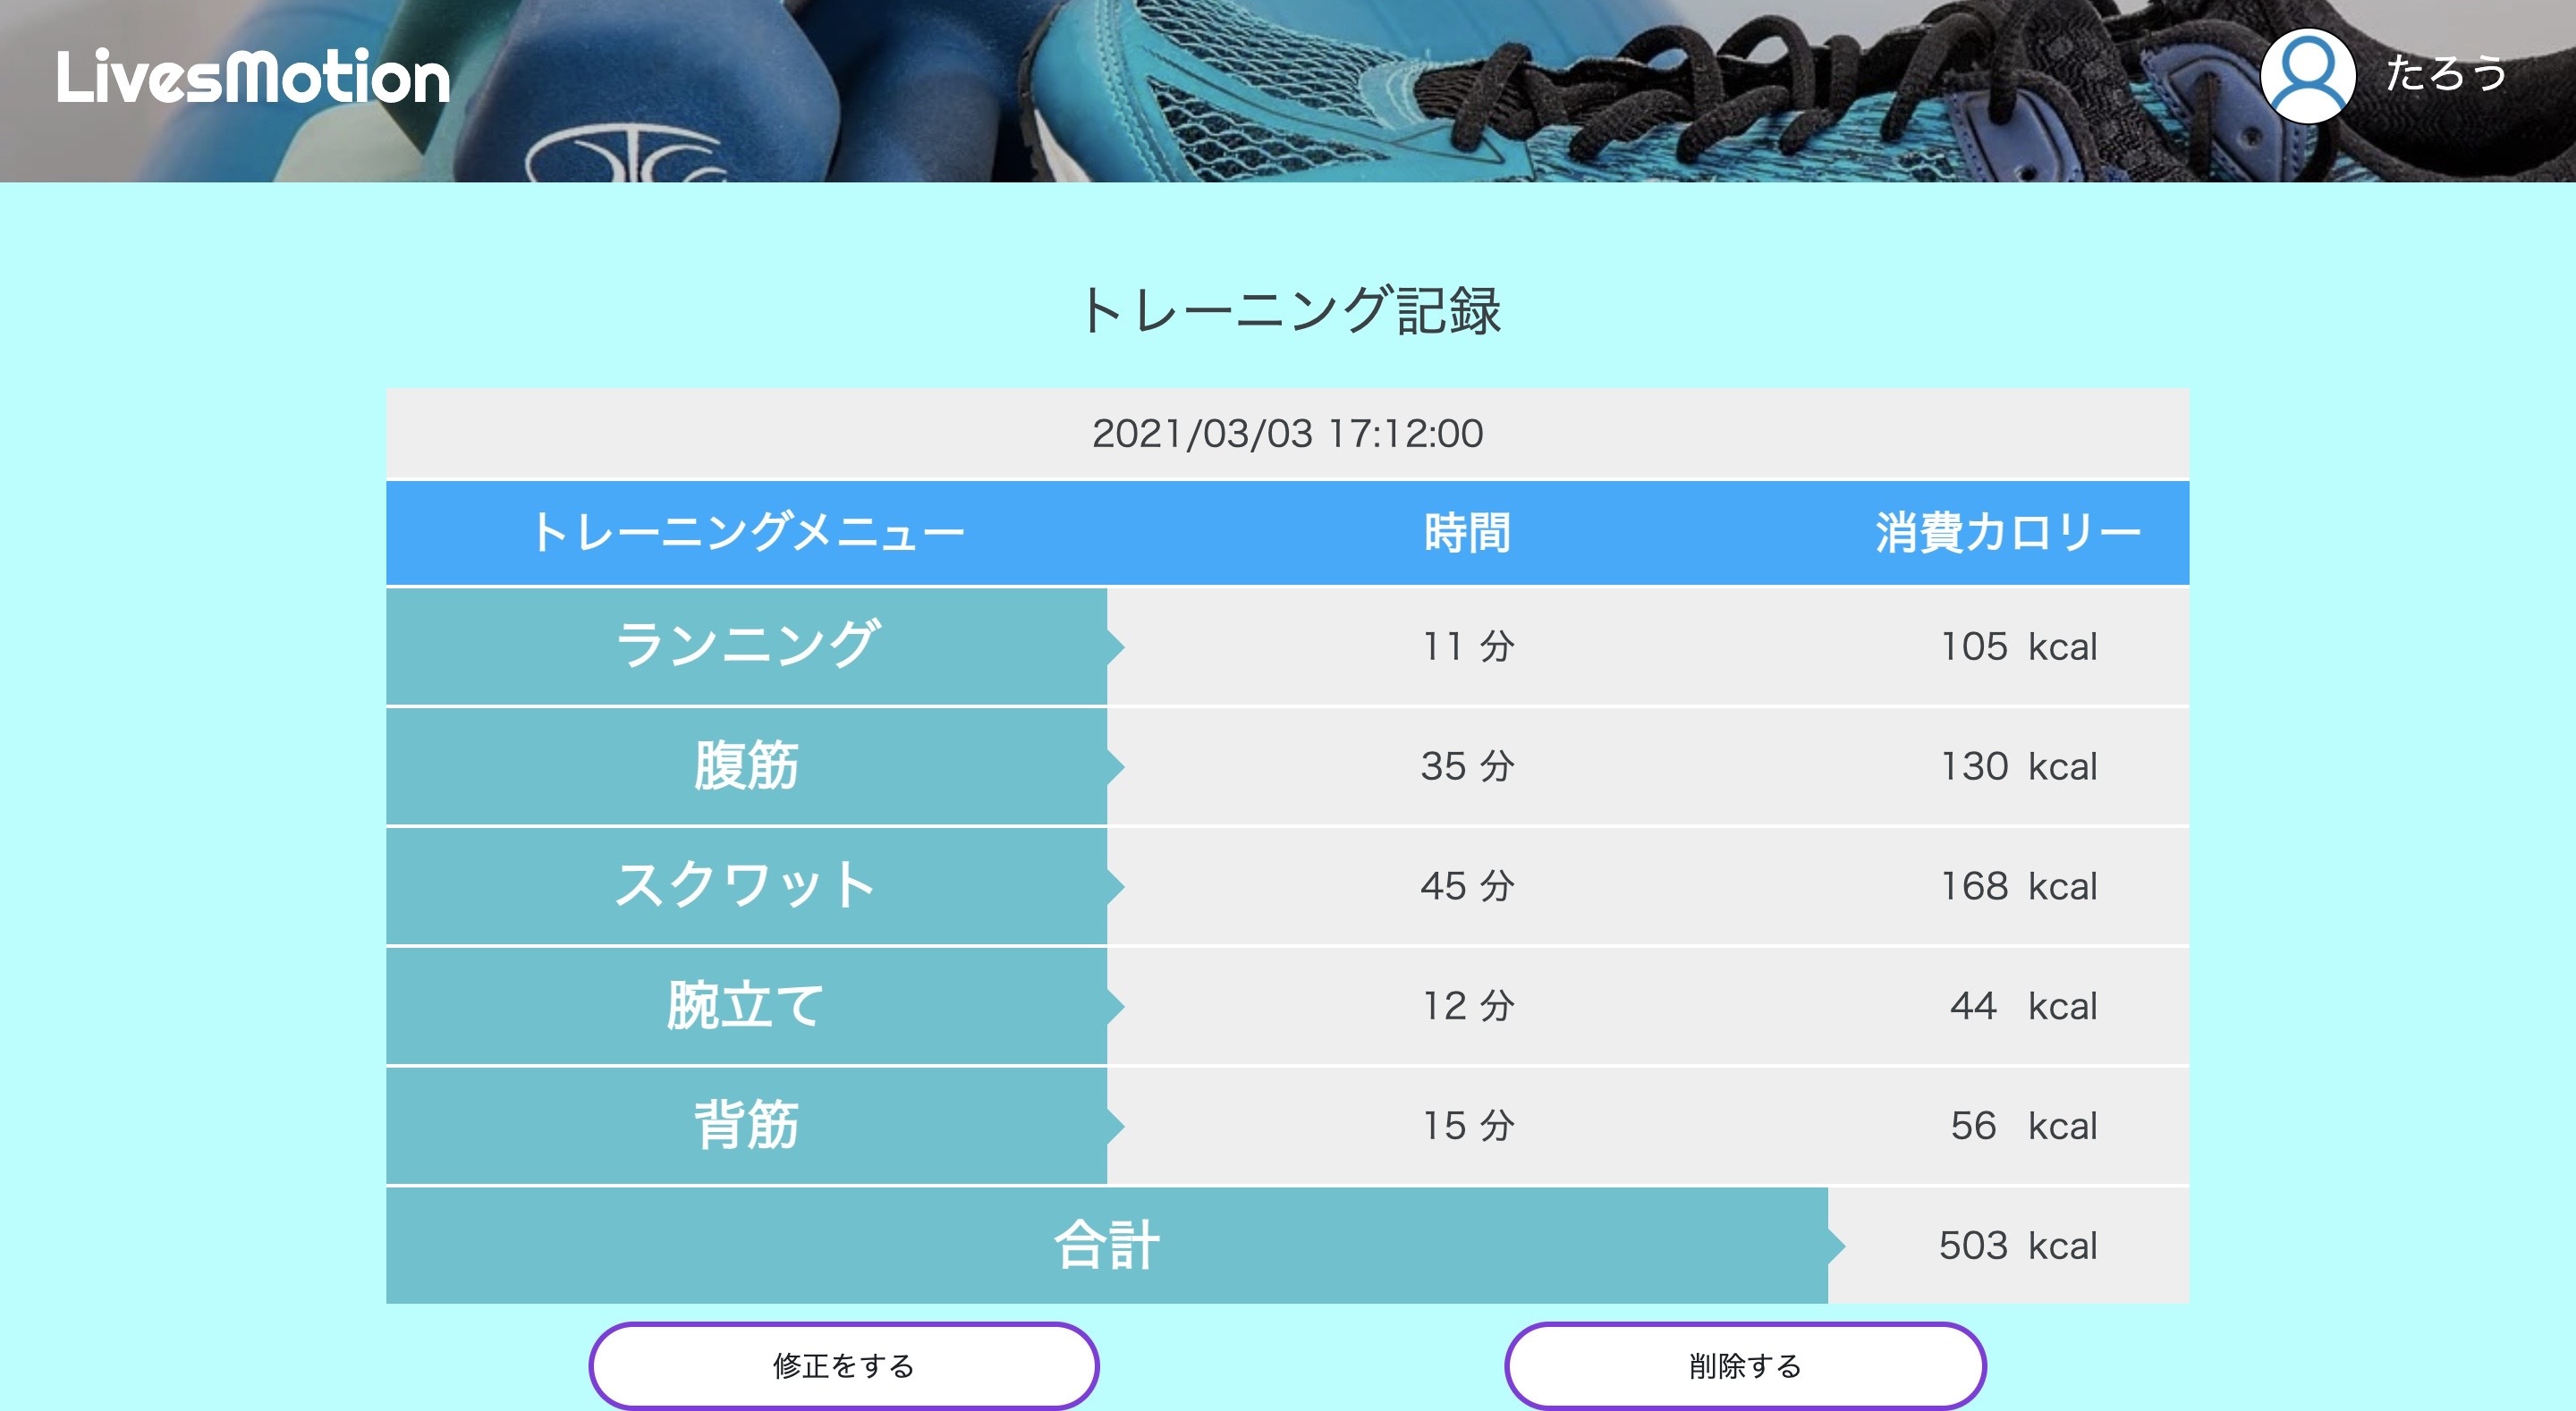 LivesMotion
たろう
トレーニング記録
2021/03/03 17:12:00
トレーニングメニュー 時間 消費カロリー
ランニング 11 分 105 kcal
腹筋 35 分 130 kcal
スクワット 45 分 168 kcal
腕立て 12 分 44 kcal
背筋 15 分 56 kcal
合計 503 kcal
修正をする 削除する